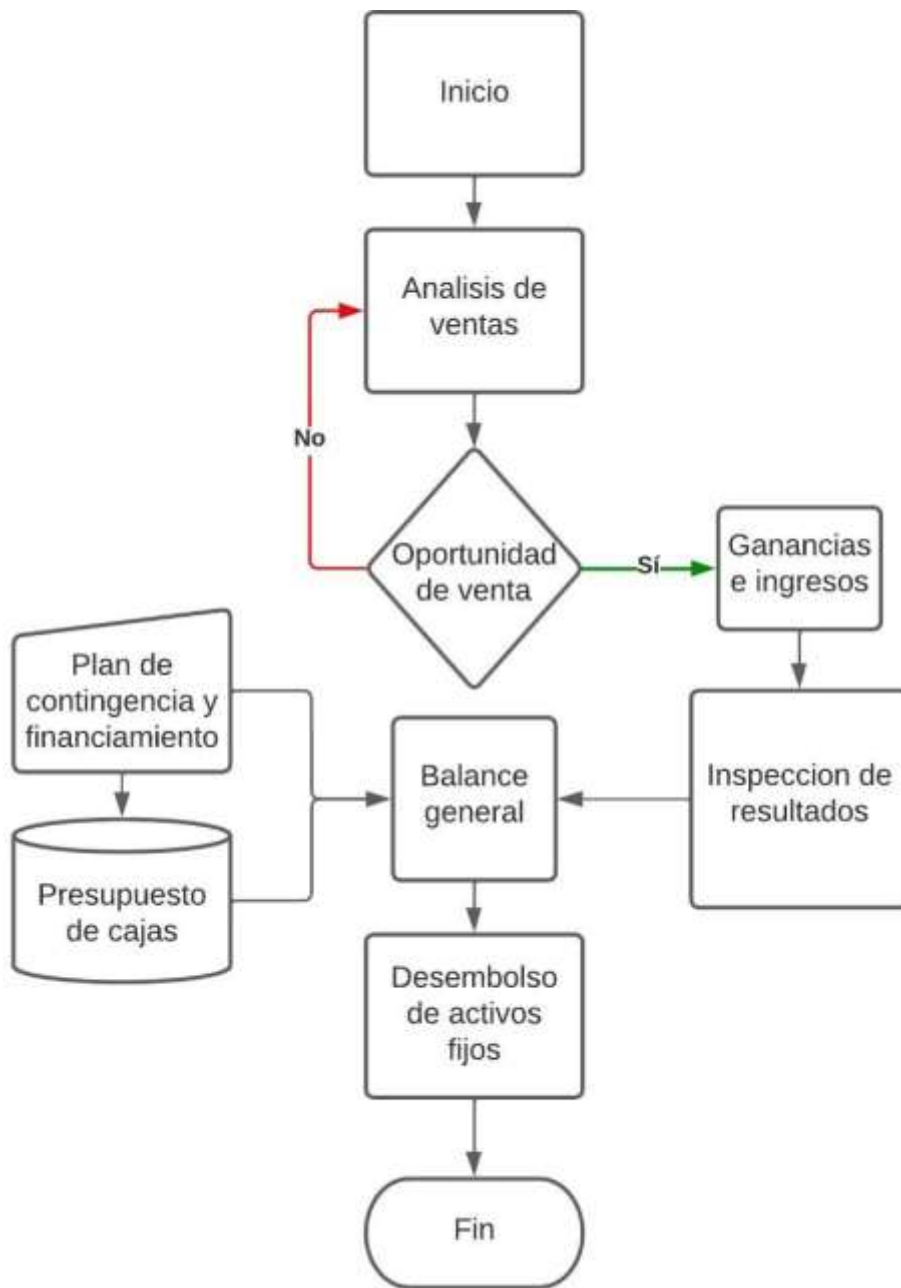 Inicio
Analisis de
ventas
No
Oportunidad
de venta
Sí
Ganancias
e ingresos
Plan de
contingencia y
financiamiento
Balance
general
Inspeccion de
resultados
Presupuesto
de cajas
Desembolso
de activos
fijos
Fin